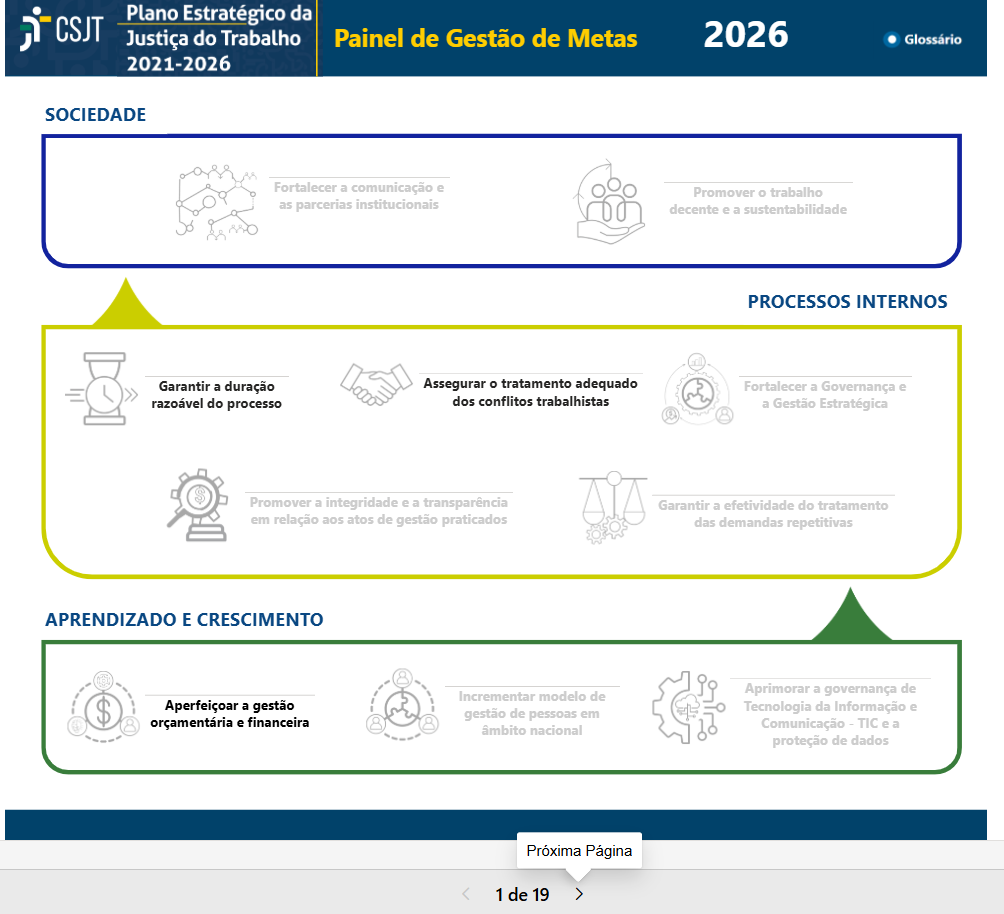 CSJT
Plano Estratégico da
Justiça do Trabalho
2021-2026
Painel de Gestão de Metas
2026
Glossário
SOCIEDADE
Fortalecer a comunicação e
as parcerias institucionais
Promover o trabalho
decente e a sustentabilidade
PROCESSOS INTERNOS
Garantir a duração
razoável do processo
Assegurar o tratamento adequado
dos conflitos trabalhistas
Fortalecer a Governança e
a Gestão Estratégica
Promover a integridade e a transparência
em relação aos atos de gestão praticados
Garantir a efetividade do tratamento
das demandas repetitivas
APRENDIZADO E CRESCIMENTO
Aperfeiçoar a gestão
orçamentária e financeira
Incrementar modelo de
gestão de pessoas em
âmbito nacional
Aprimorar a governança de
Tecnologia da Informação e
Comunicação - TIC e a
proteção de dados
Próxima Página
1 de 19